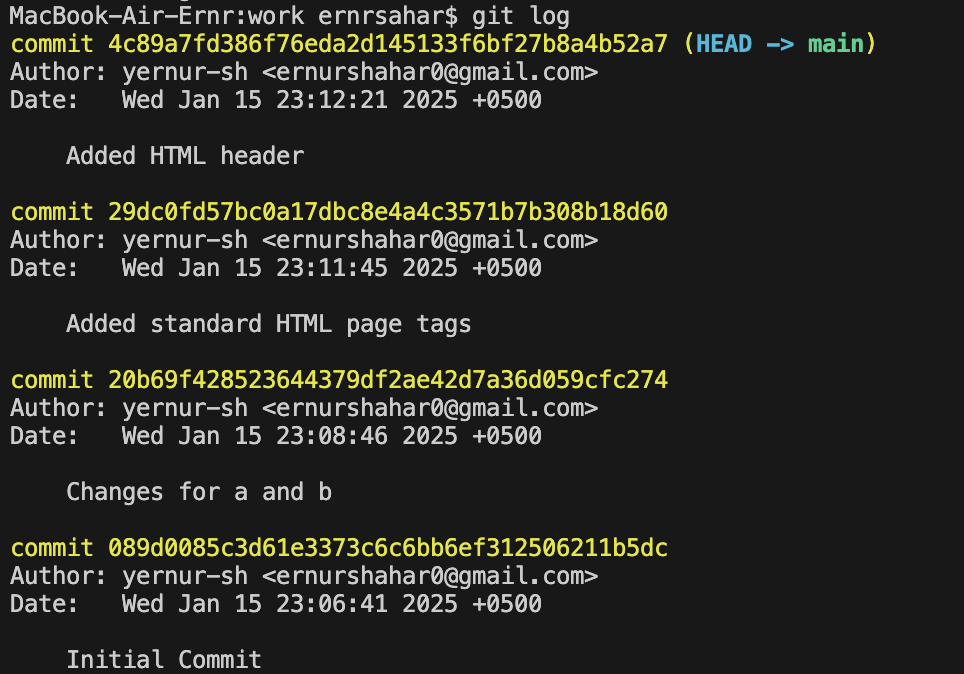 MacBook-Air-Ernr:work ernrsahar$ git log
commit 4c89a7fd386f76eda2d145133f6bf27b8a4b52a7 (HEAD -> main)
Author: yernur-sh <ernurshahar0@gmail.com>
Date:   Wed Jan 15 23:12:21 2025 +0500
    Added HTML header
commit 29dc0fd57bc0a17dbc8e4a4c3571b7b308b18d60
Author: yernur-sh <ernurshahar0@gmail.com>
Date:   Wed Jan 15 23:11:45 2025 +0500
    Added standard HTML page tags
commit 20b69f428523644379df2ae42d7a36d059cfc274
Author: yernur-sh <ernurshahar0@gmail.com>
Date:   Wed Jan 15 23:08:46 2025 +0500
    Changes for a and b
commit 089d0085c3d61e3373c6c6bb6ef312506211b5dc
Author: yernur-sh <ernurshahar0@gmail.com>
Date:   Wed Jan 15 23:06:41 2025 +0500
    Initial Commit